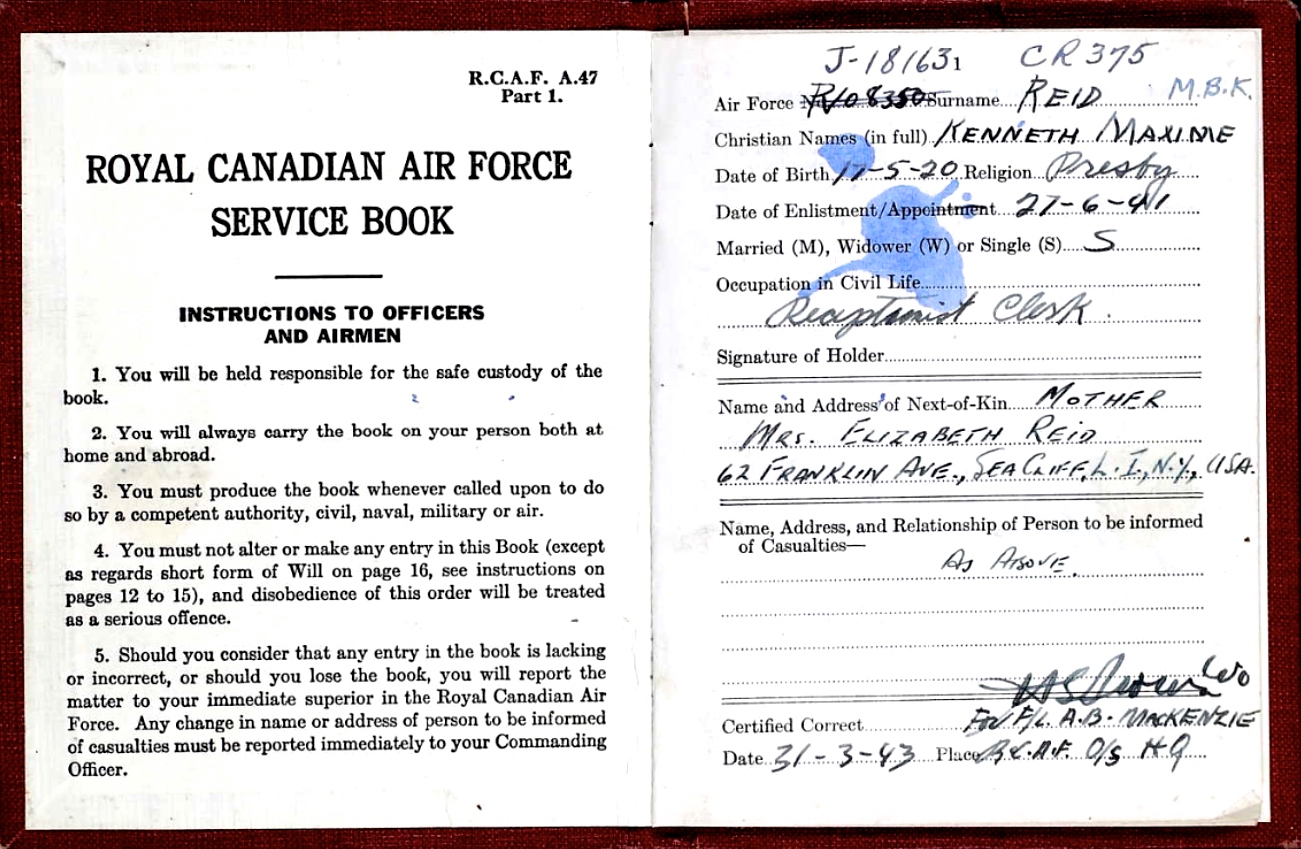 R.C.A.F. A.47
Part 1.
ROYAL CANADIAN AIR FORCE
SERVICE BOOK
INSTRUCTIONS TO OFFICERS
AND AIRMEN
1. You will be held responsible for the safe custody of the
book.
2. You will always carry the book on your person both at
home and abroad.
3. You must produce the book whenever called upon to do
so by a competent authority, civil, naval, military or air.
4. You must not alter or make any entry in this Book (except
as regards short form of Will on page 16, see instructions on
pages 12 to 15), and disobedience of this order will be treated
as a serious offence.
5. Should you consider that any entry in the book is lacking
or incorrect, or should you lose the book, you will report the
matter to your immediate superior in the Royal Canadian Air
Force. Any change in name or address of person to be informed
of casualties must be reported immediately to your Commanding
Officer.
J-181631 CR375
Air Force Surname REID M.B.K.
Christian Names (in full) KENNETH MAXIME
Date of Birth 17-5-20 Religion Presby
Date of Enlistment/Appointment 27-6-41
Married (M), Widower (W) or Single (S) S
Occupation in Civil Life
Receptionist Clerk.
Signature of Holder
Name and Address of Next-of-Kin MOTHER
MRS. ELIZABETH REID
62 FRANKLIN AVE., SEA CLIFF, L.I., N.Y., USA.
Name, Address, and Relationship of Person to be informed
of Casualties—
AS ABOVE.
Certified Correct For F/L. A.B. MACKENZIE
Date 31-3-43 Place R.C.A.F. O/S HQ